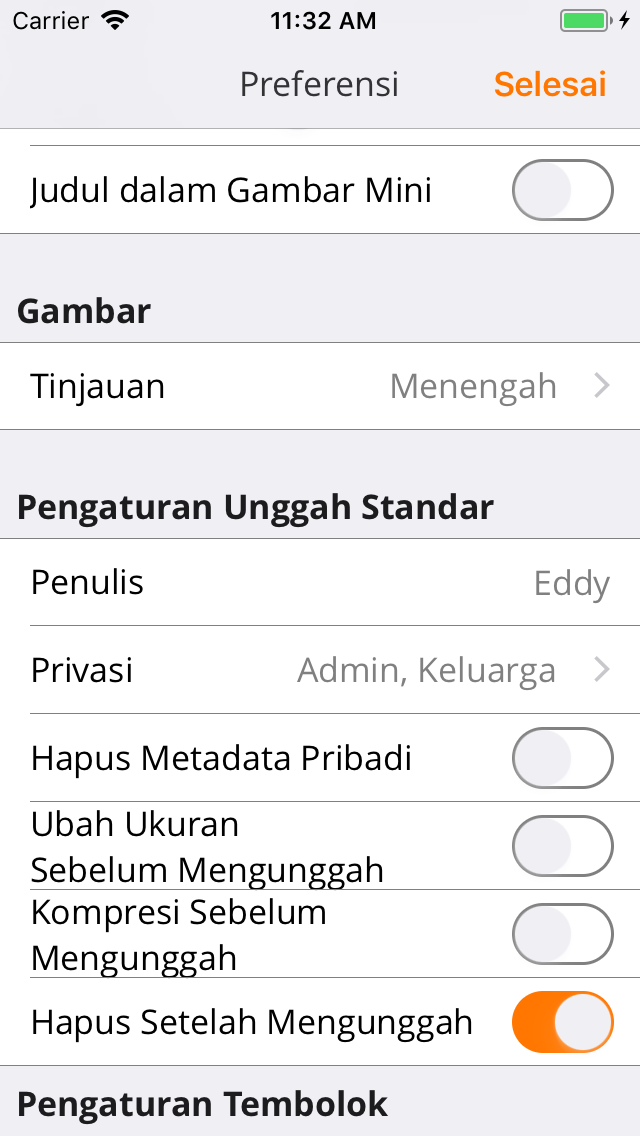 Carrier 11:32 AM
Preferensi Selesai
Judul dalam Gambar Mini
Gambar
Tinjauan Menengah
Pengaturan Unggah Standar
Penulis Eddy
Privasi Admin, Keluarga
Hapus Metadata Pribadi
Ubah Ukuran
Sebelum Mengunggah
Kompresi Sebelum
Mengunggah
Hapus Setelah Mengunggah
Pengaturan Tembolok